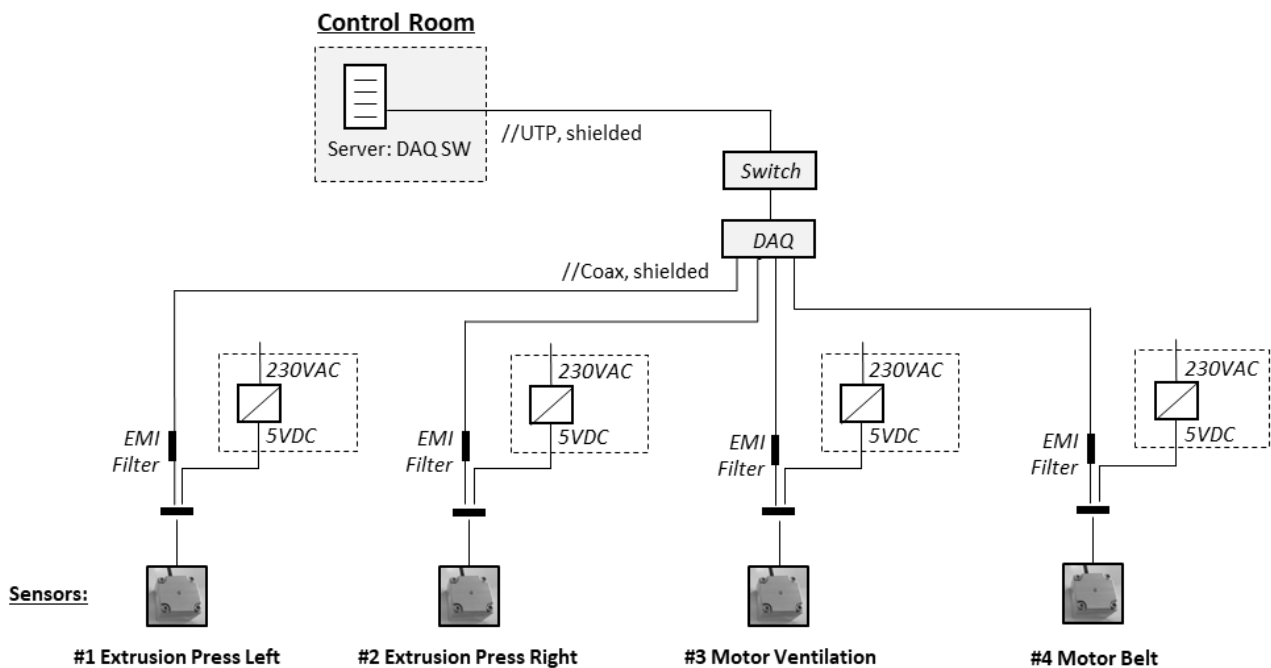 Control Room
Server: DAQ SW
//UTP, shielded
Switch
DAQ
//Coax, shielded
230VAC
5VDC
EMI
Filter
230VAC
5VDC
EMI
Filter
230VAC
5VDC
EMI
Filter
230VAC
5VDC
EMI
Filter
Sensors:
#1 Extrusion Press Left
#2 Extrusion Press Right
#3 Motor Ventilation
#4 Motor Belt